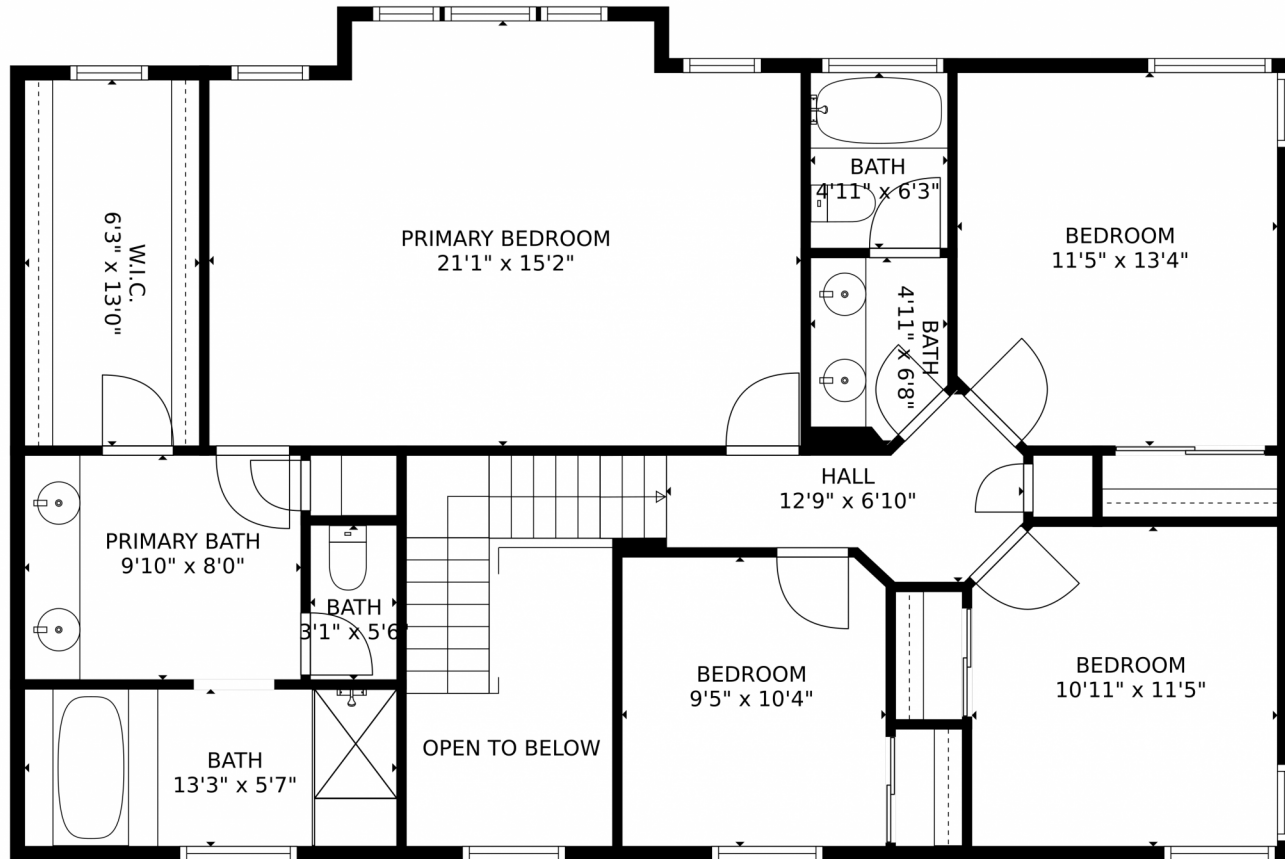 W.I.C.
6'3" x 13'0"
PRIMARY BEDROOM
21'1" x 15'2"
BATH
4'11" x 6'3"
BEDROOM
11'5" x 13'4"
BATH
4'11" x 6'8"
HALL
12'9" x 6'10"
PRIMARY BATH
9'10" x 8'0"
BATH
3'1" x 5'6"
BEDROOM
9'5" x 10'4"
BEDROOM
10'11" x 11'5"
BATH
13'3" x 5'7"
OPEN TO BELOW